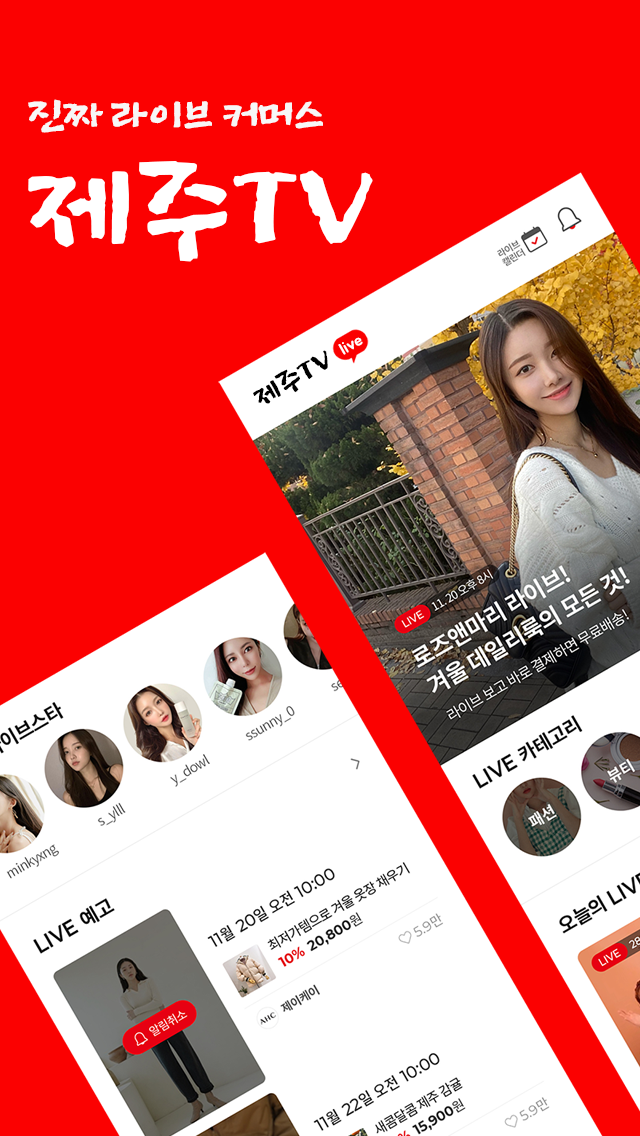 진짜 라이브 커머스
제주TV
라이브
캘린더
제주TV live
LIVE 11. 20 오후 8시
로즈앤마리 라이브!
겨울 데일리룩의 모든 것!
라이브 보고 바로 결제하면 무료배송!
LIVE 카테고리
패션
뷰티
오늘의 LIVE
LIVE 28
이브스타
minkyxng
s_ylll
y_dowl
ssunny_0
se
LIVE 예고
알림취소
11월 20일 오전 10:00
최저가템으로 겨울 옷장 채우기
10% 20,800원
5.9만
AHC 제이케이
11월 22일 오전 10:00
새콤달콤 제주 감귤
% 15,900원
5.9만